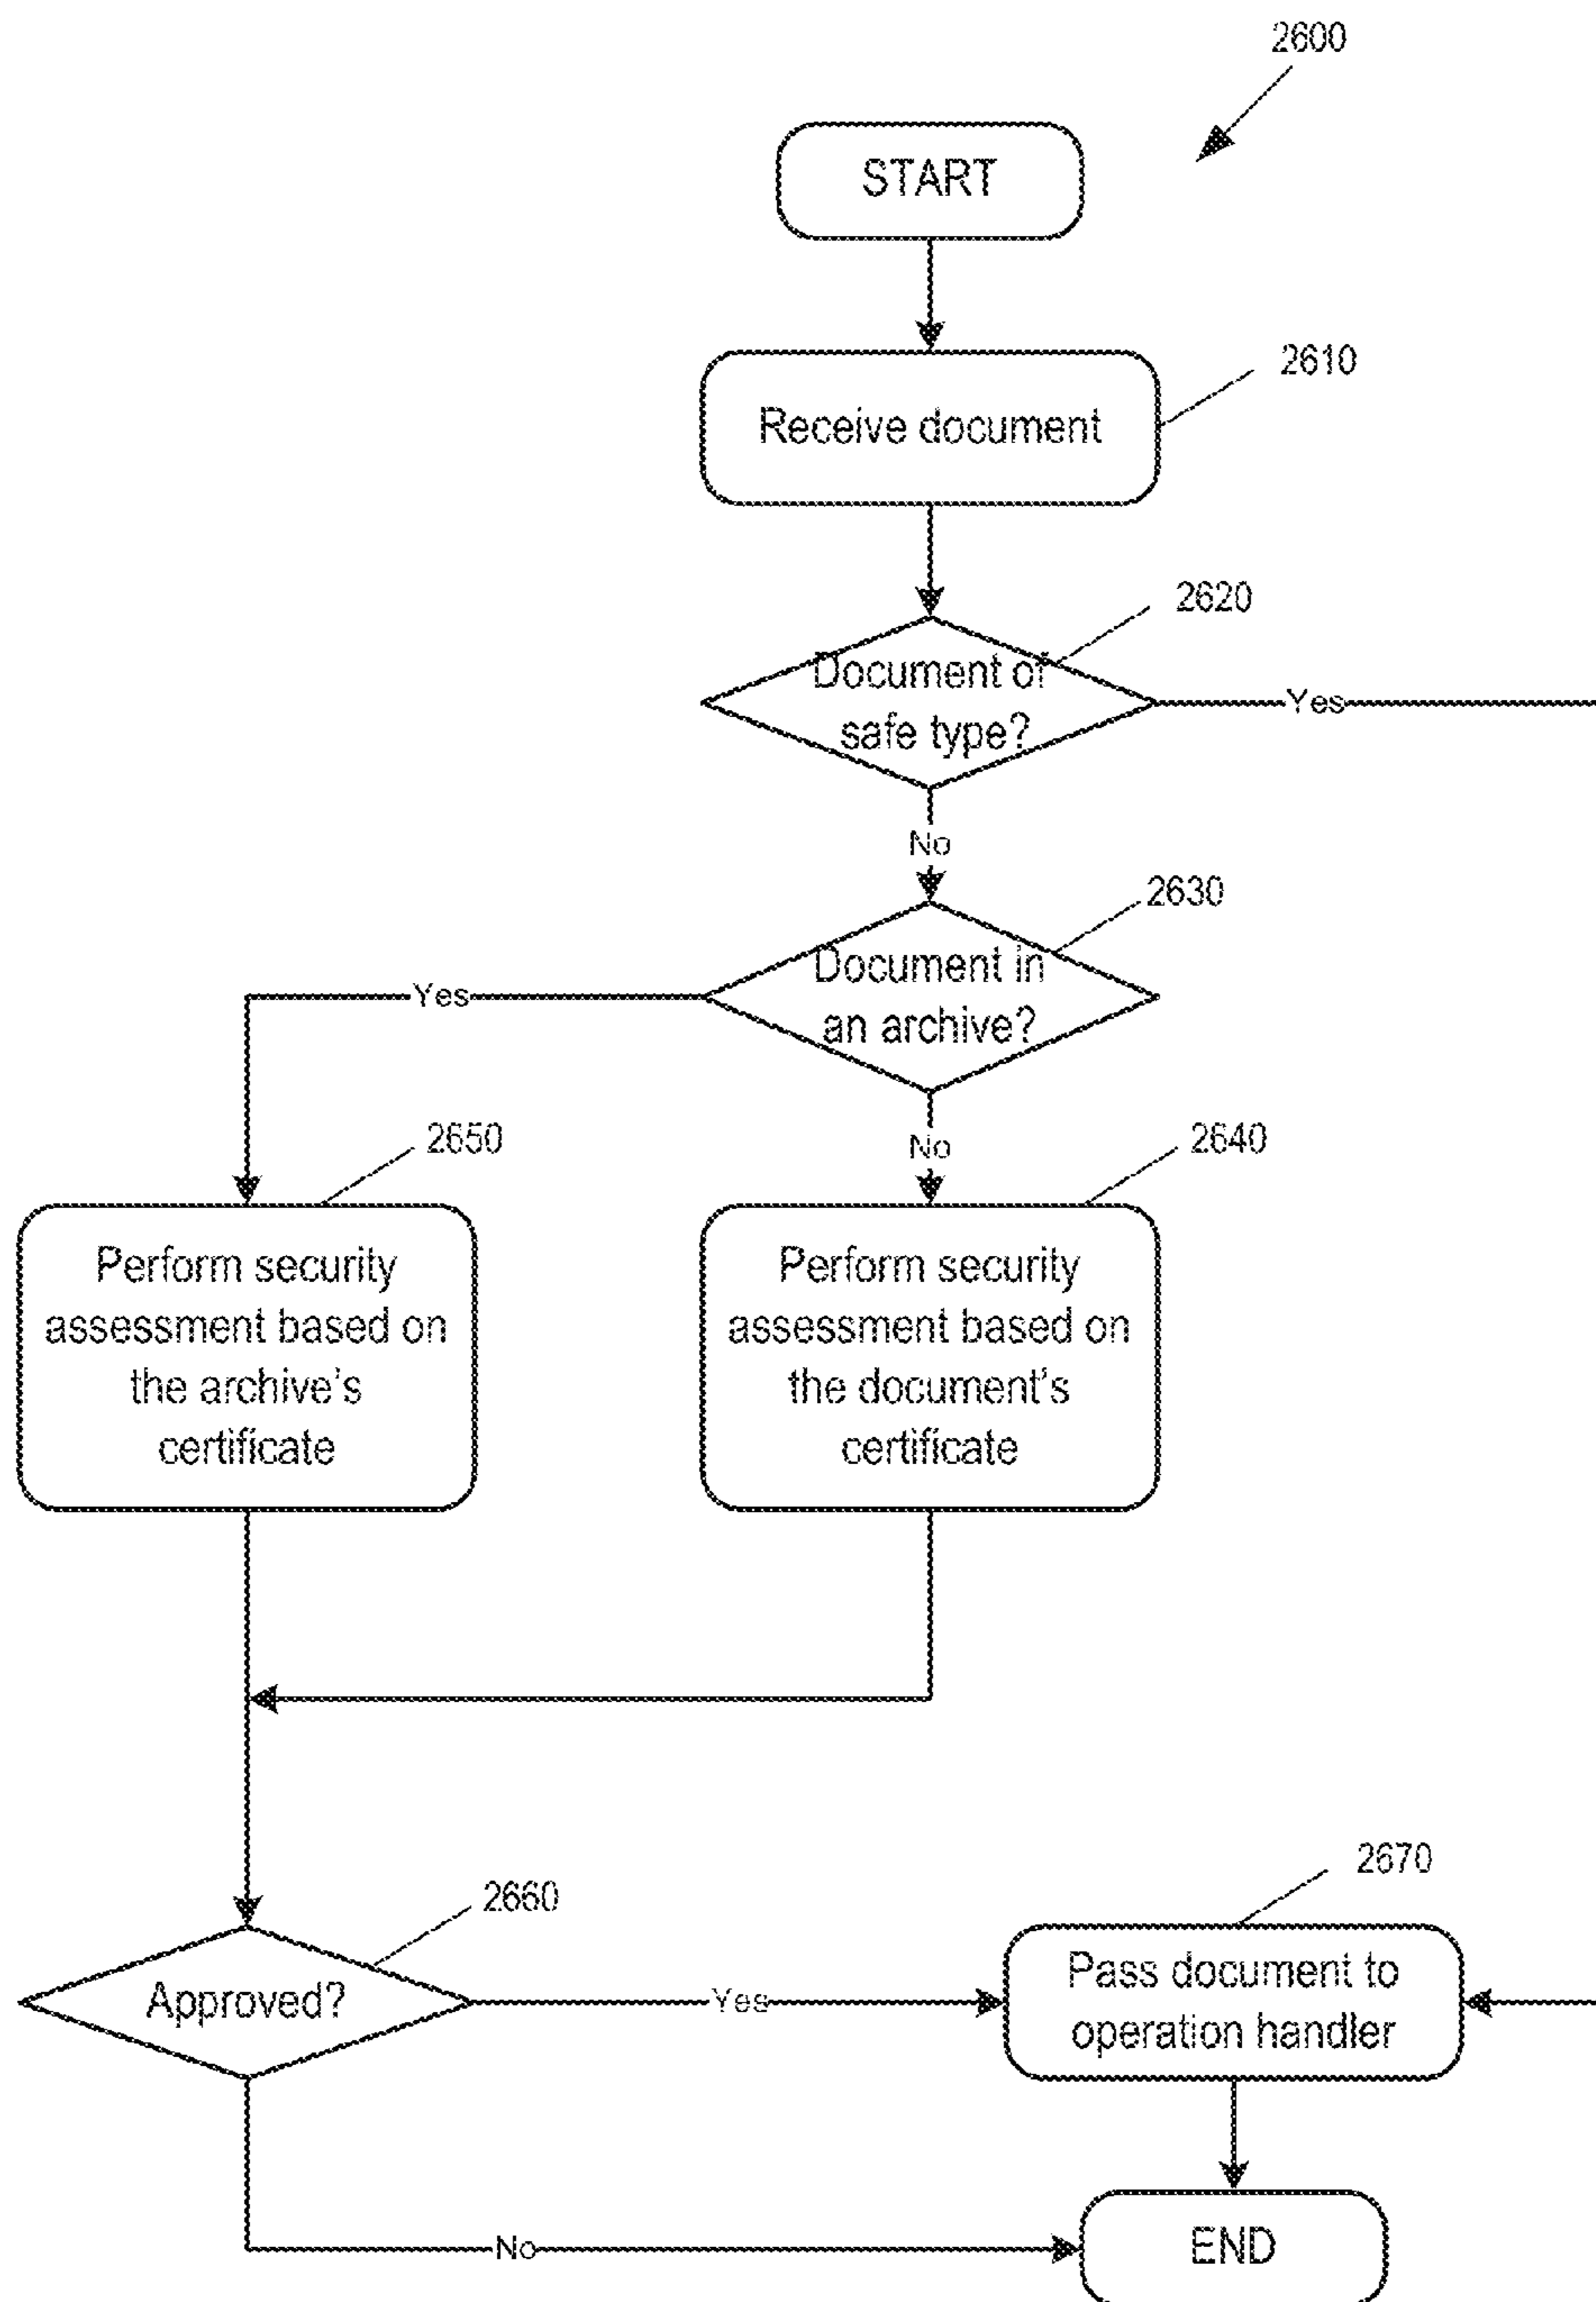 2600
START
2610
Receive document
2620
Document of
safe type?
Yes
No
2630
Document in
an archive?
Yes
No
2650
2640
Perform security
assessment based on
the archive's
certificate
Perform security
assessment based on
the document's
certificate
2660
2670
Approved?
Yes
Pass document to
operation handler
No
END